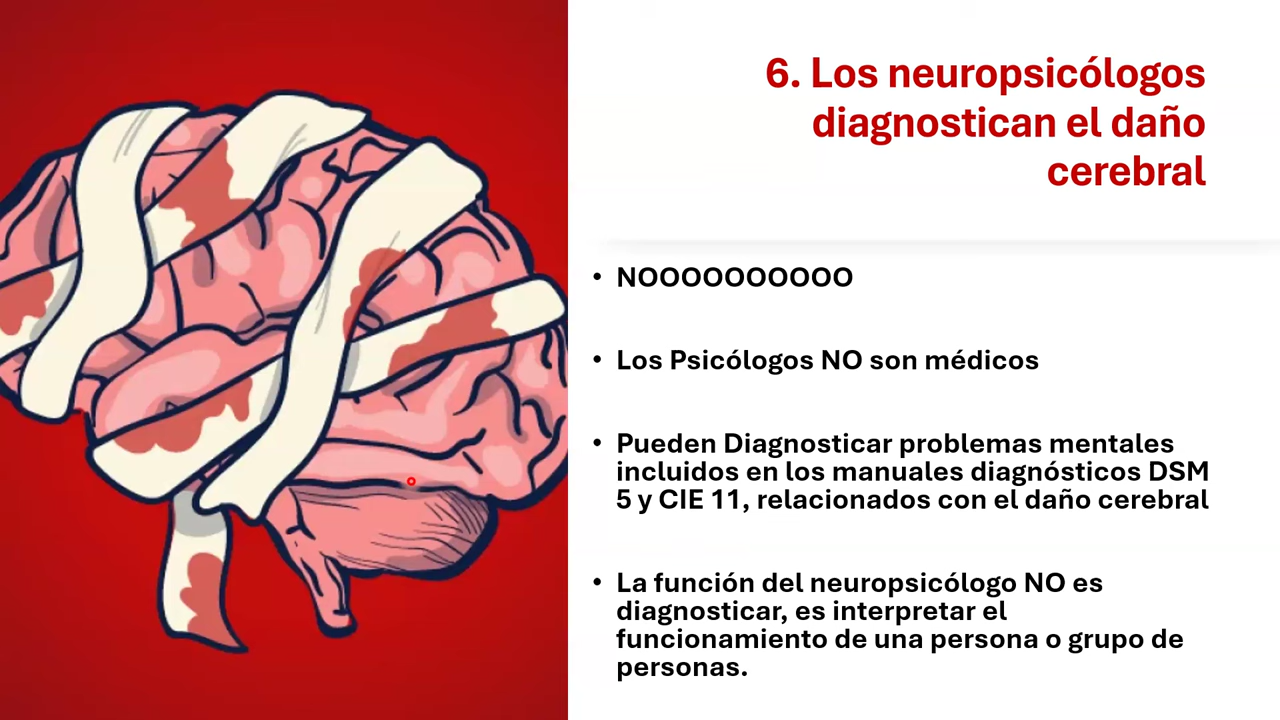 6. Los neuropsicólogos
diagnostican el daño
cerebral
• NOOOOOOOOOO
• Los Psicólogos NO son médicos
• Pueden Diagnosticar problemas mentales
incluidos en los manuales diagnósticos DSM
5 y CIE 11, relacionados con el daño cerebral
• La función del neuropsicólogo NO es
diagnosticar, es interpretar el
funcionamiento de una persona o grupo de
personas.